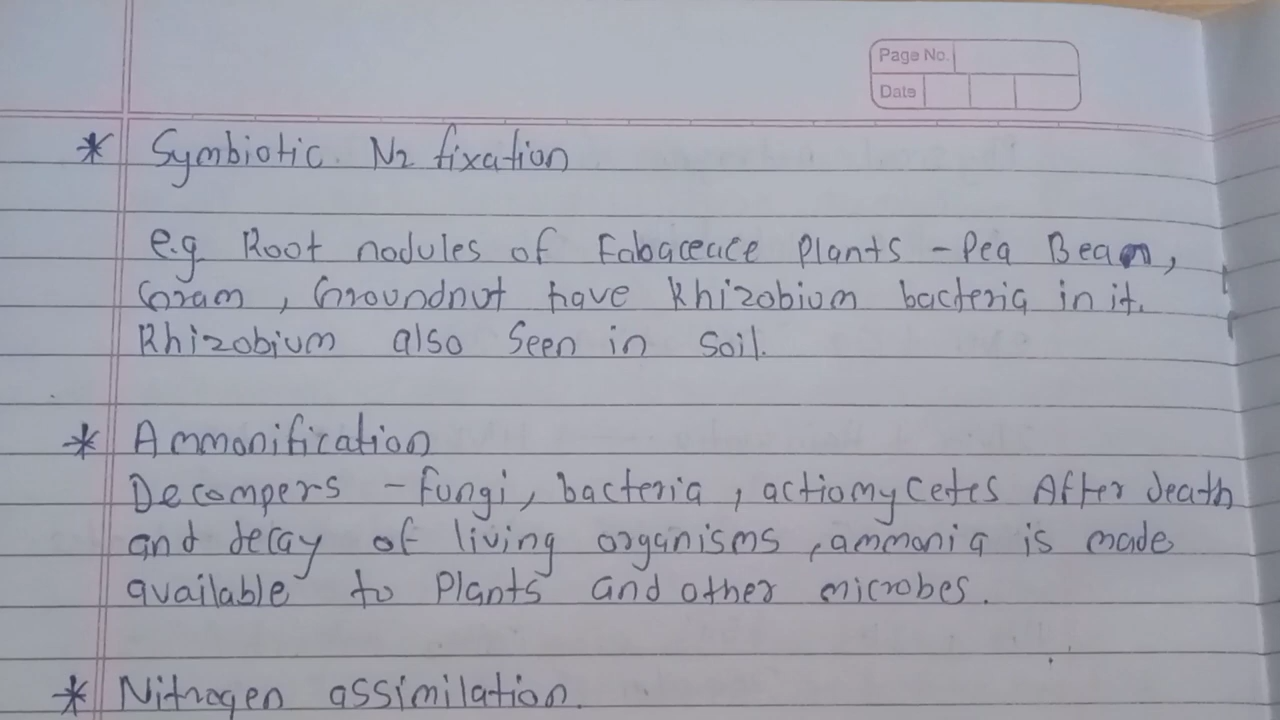 Page No.
Date
* Symbiotic N2 fixation
e.g Root nodules of Fabaceace Plants - Pea Bean,
Gram, Groundnut have Rhizobium bacteria in it.
Rhizobium also Seen in Soil.
* Ammonification
Decompers - fungi, bacteria, actiomycetes After death
and decay of living organisms, ammonia is made
available to Plants and other microbes.
* Nitrogen assimilation.